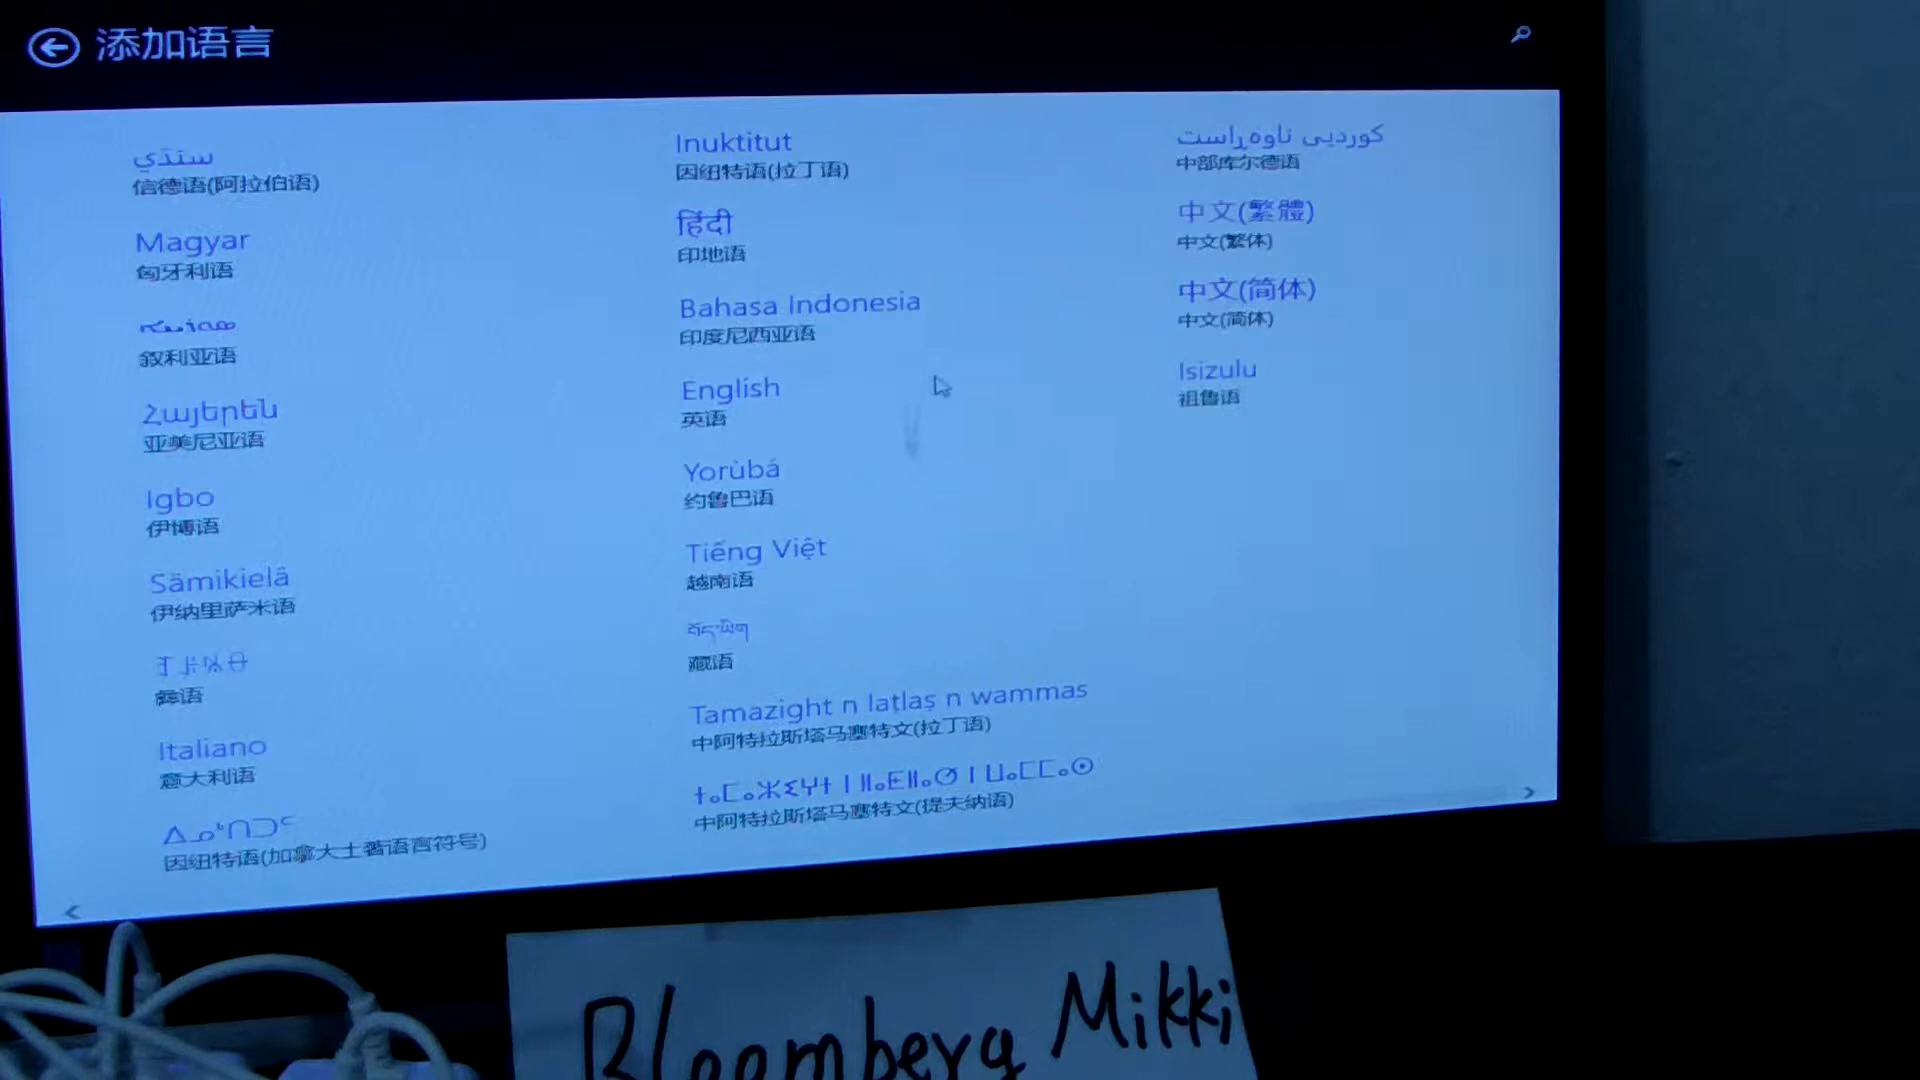 添加语言
سنڌي
信德语(阿拉伯语)
Magyar
匈牙利语
ܣܘܪܝܝܐ
叙利亚语
Հայերեն
亚美尼亚语
Igbo
伊博语
Sämikielâ
伊纳里萨米语
ꆈꌠꁱꂷ
彝语
Italiano
意大利语
ᐃᓄᒃᑎᑐᑦ
因纽特语(加拿大土著语言符号)
Inuktitut
因纽特语(拉丁语)
हिंदी
印地语
Bahasa Indonesia
印度尼西亚语
English
英语
Yorùbá
约鲁巴语
Tiếng Việt
越南语
བོད་ཡིག
藏语
Tamazight n laṭlaṣ n wammas
中阿特拉斯塔马塞特文(拉丁语)
ⵜⴰⵎⴰⵣⵉⵖⵜ ⵏ ⵍⴰⵟⵍⴰⵚ ⵏ ⵡⴰⵎⵎⴰⵙ
中阿特拉斯塔马塞特文(提夫纳语)
کوردیی ناوەڕاست
中部库尔德语
中文(繁體)
中文(繁体)
中文(简体)
中文(简体)
Isizulu
祖鲁语
Bloomberg Mikki